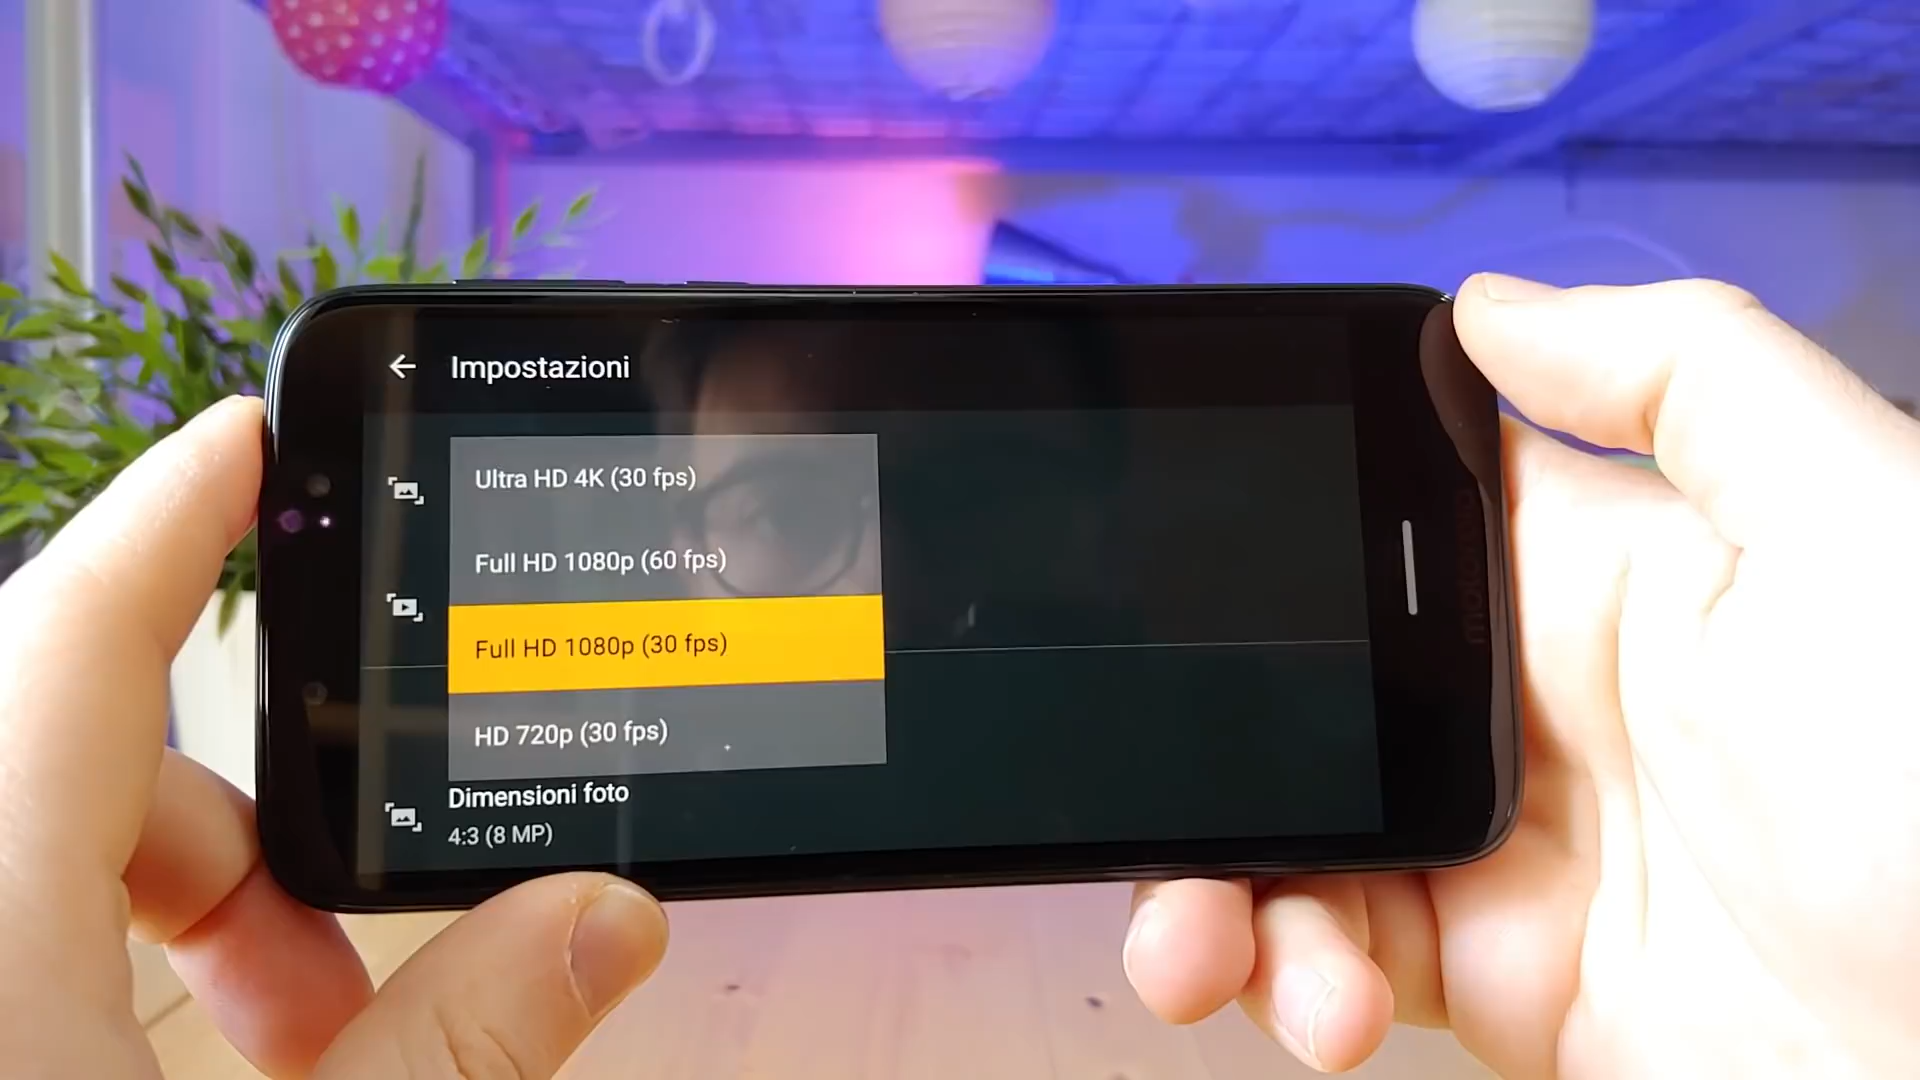 Impostazioni
Ultra HD 4K (30 fps)
Full HD 1080p (60 fps)
Full HD 1080p (30 fps)
HD 720p (30 fps)
Dimensioni foto
4:3 (8 MP)
motorola